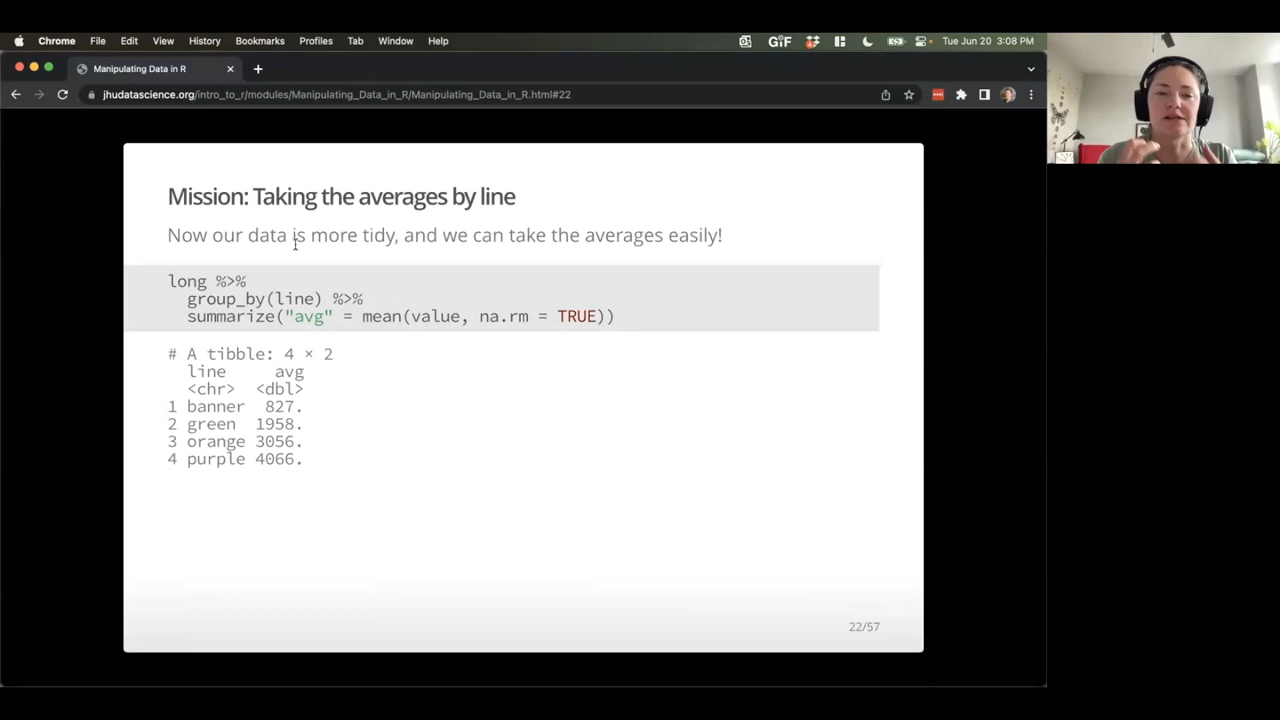 Chrome File Edit View History Bookmarks Profiles Tab Window Help GIF Tue Jun 20 3:08 PM
Manipulating Data in R
jhudatascience.org/intro_to_r/modules/Manipulating_Data_in_R/Manipulating_Data_in_R.html#22
Mission: Taking the averages by line
Now our data is more tidy, and we can take the averages easily!
long %>%
group_by(line) %>%
summarize("avg" = mean(value, na.rm = TRUE))
# A tibble: 4 × 2
line avg
<chr> <dbl>
1 banner 827.
2 green 1958.
3 orange 3056.
4 purple 4066.
22/57